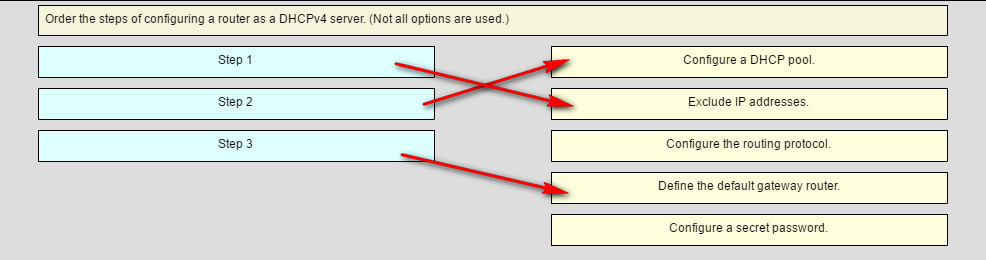 Order the steps of configuring a router as a DHCPv4 server. (Not all options are used.)
Step 1
Configure a DHCP pool.
Step 2
Exclude IP addresses.
Step 3
Configure the routing protocol.
Define the default gateway router.
Configure a secret password.